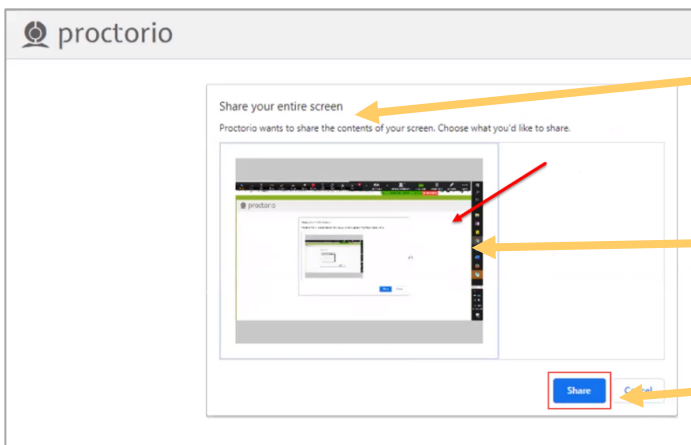 proctorio
Share your entire screen
Proctorio wants to share the contents of your screen. Choose what you'd like to share.
proctorio
Share
Cancel